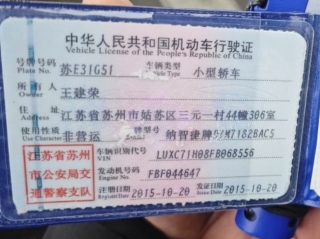 中华人民共和国机动车行驶证
Vehicle License of the People's Republic of China
号牌号码 苏E31G51 车辆类型 小型轿车
Plate No. Vehicle Type
所有人 王建荣
Owner
住址 江苏省苏州市姑苏区三元一村44幢306室
Address
使用性质 非营运 品牌型号 纳智捷牌DYM7182BAC5
Use Character
江苏省苏州
市公安局交
通警察支队
车辆识别代号 LUXC71H08FB068556
VIN
发动机号码 FBF044647
Engine No.
注册日期 2015-10-20 发证日期 2015-10-20
Register Date Issue Date